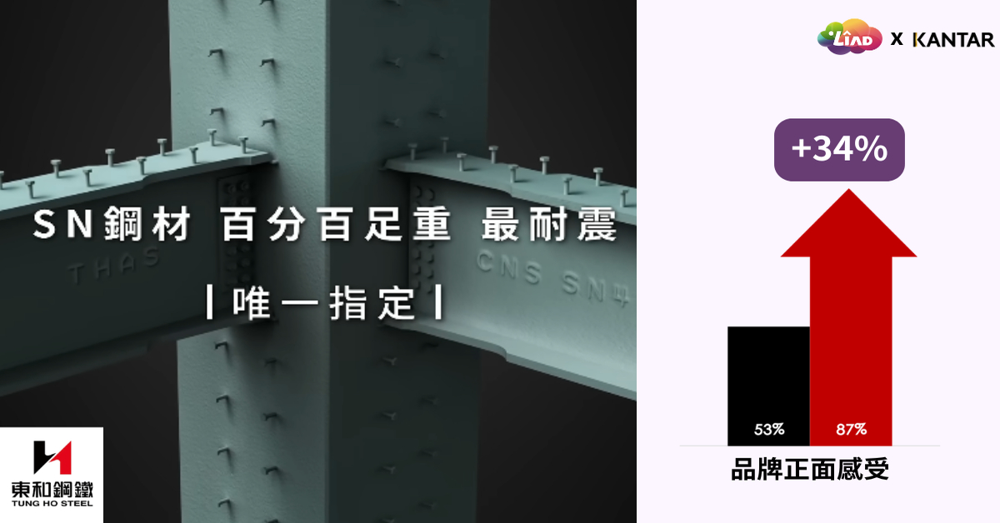 SN鋼材 百分百足重 最耐震
|唯一指定|
THAS
CNS SN4
東和鋼鐵
TUNG HO STEEL
LiAD X KANTAR
+34%
53%
87%
品牌正面感受